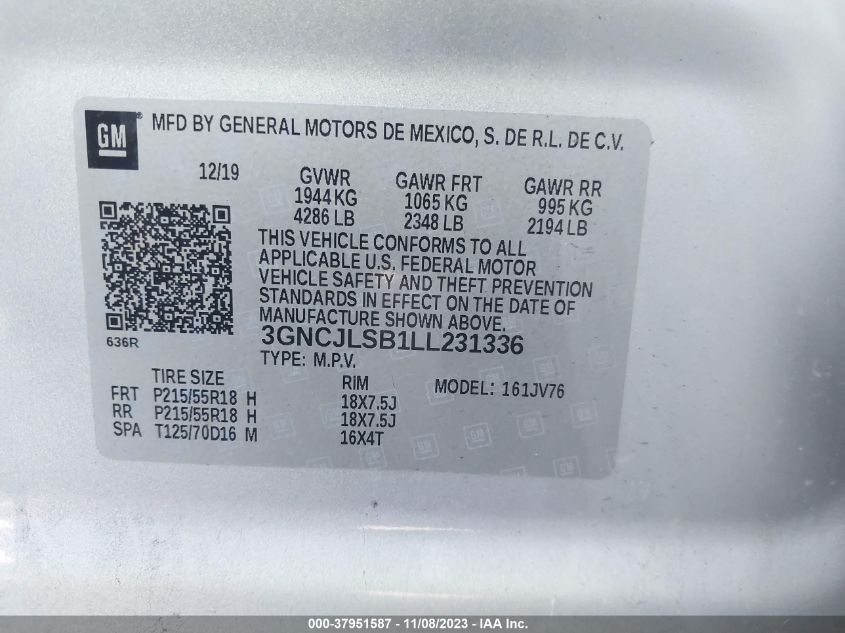 GM
MFD BY GENERAL MOTORS DE MEXICO, S. DE R.L. DE C.V.
12/19 GVWR GAWR FRT GAWR RR
1944 KG 1065 KG 995 KG
4286 LB 2348 LB 2194 LB
THIS VEHICLE CONFORMS TO ALL
APPLICABLE U.S. FEDERAL MOTOR
VEHICLE SAFETY AND THEFT PREVENTION
STANDARDS IN EFFECT ON THE DATE OF
MANUFACTURE SHOWN ABOVE.
636R
3GNCJLSB1LL231336
TYPE: M.P.V.
TIRE SIZE RIM MODEL: 161JV76
FRT P215/55R18 H 18X7.5J
RR P215/55R18 H 18X7.5J
SPA T125/70D16 M 16X4T
000-37951587 - 11/08/2023 - IAA Inc.